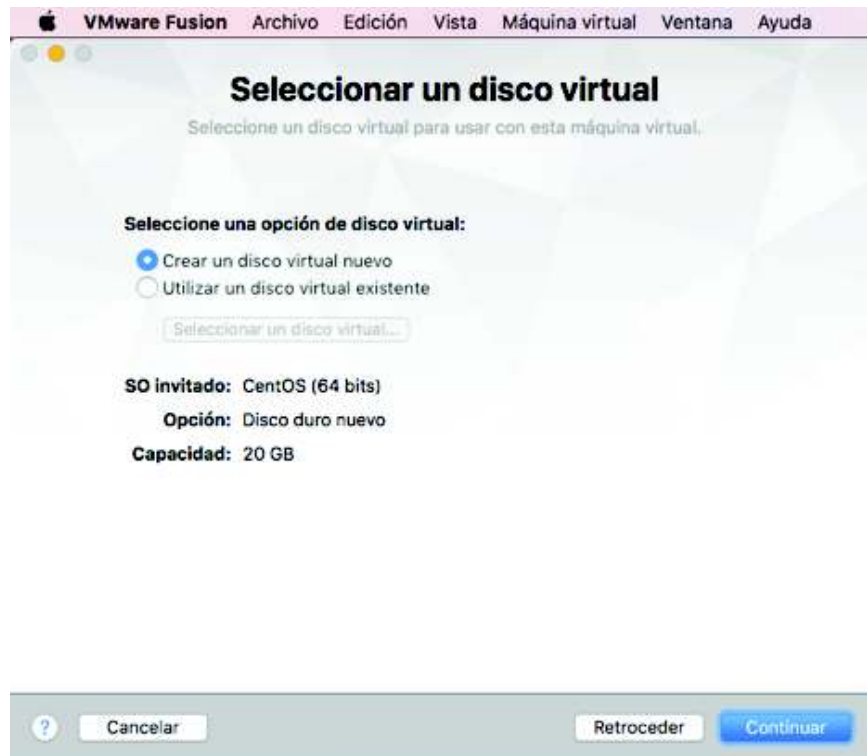 VMware Fusion Archivo Edición Vista Máquina virtual Ventana Ayuda
Seleccionar un disco virtual
Seleccione un disco virtual para usar con esta máquina virtual.
Seleccione una opción de disco virtual:
Crear un disco virtual nuevo
Utilizar un disco virtual existente
Seleccionar un disco virtual...
SO invitado: CentOS (64 bits)
Opción: Disco duro nuevo
Capacidad: 20 GB
? Cancelar Retroceder Continuar